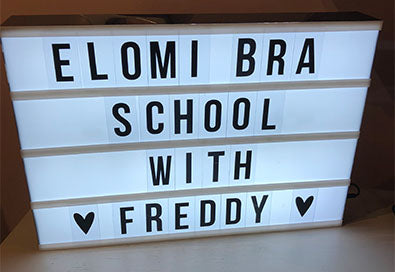 ELOMI BRA
SCHOOL
WITH
♥ FREDDY ♥